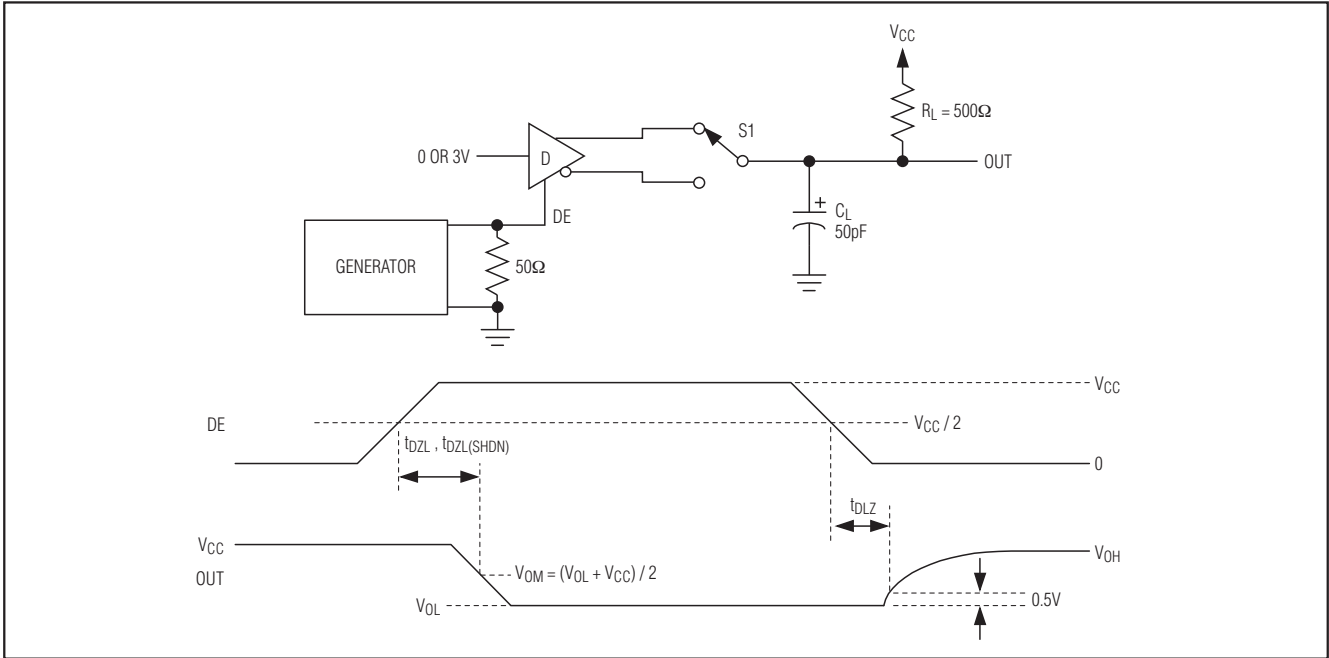 VCC
RL = 500Ω
S1
0 OR 3V
D
OUT
DE
+
CL
50pF
GENERATOR
50Ω
VCC
DE
VCC / 2
tDZL , tDZL(SHDN)
0
tDLZ
VCC
OUT
VOM = (VOL + VCC) / 2
VOH
VOL
0.5V